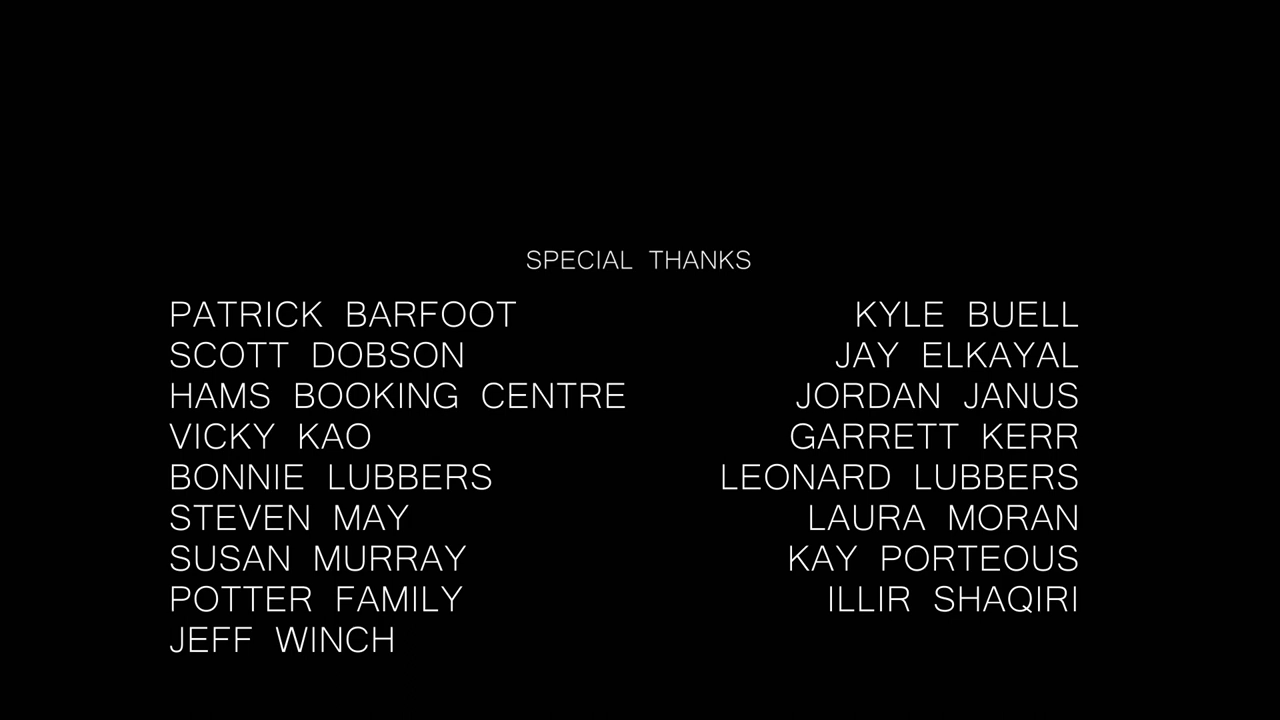 SPECIAL THANKS
PATRICK BARFOOT KYLE BUELL
SCOTT DOBSON JAY ELKAYAL
HAMS BOOKING CENTRE JORDAN JANUS
VICKY KAO GARRETT KERR
BONNIE LUBBERS LEONARD LUBBERS
STEVEN MAY LAURA MORAN
SUSAN MURRAY KAY PORTEOUS
POTTER FAMILY ILLIR SHAQIRI
JEFF WINCH